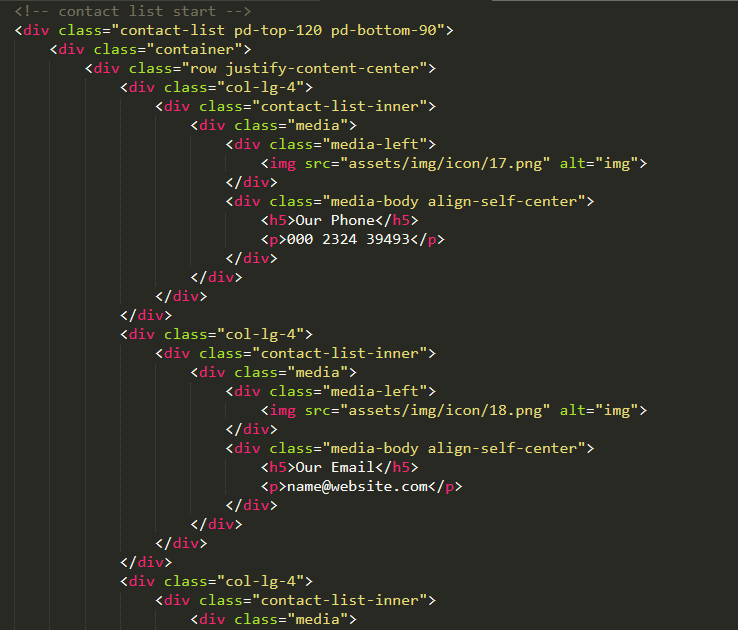 <!-- contact list start -->
<div class="contact-list pd-top-120 pd-bottom-90">
    <div class="container">
        <div class="row justify-content-center">
            <div class="col-lg-4">
                <div class="contact-list-inner">
                    <div class="media">
                        <div class="media-left">
                            <img src="assets/img/icon/17.png" alt="img">
                        </div>
                        <div class="media-body align-self-center">
                            <h5>Our Phone</h5>
                            <p>000 2324 39493</p>
                        </div>
                    </div>
                </div>
            </div>
            <div class="col-lg-4">
                <div class="contact-list-inner">
                    <div class="media">
                        <div class="media-left">
                            <img src="assets/img/icon/18.png" alt="img">
                        </div>
                        <div class="media-body align-self-center">
                            <h5>Our Email</h5>
                            <p>name@website.com</p>
                        </div>
                    </div>
                </div>
            </div>
            <div class="col-lg-4">
                <div class="contact-list-inner">
                    <div class="media">